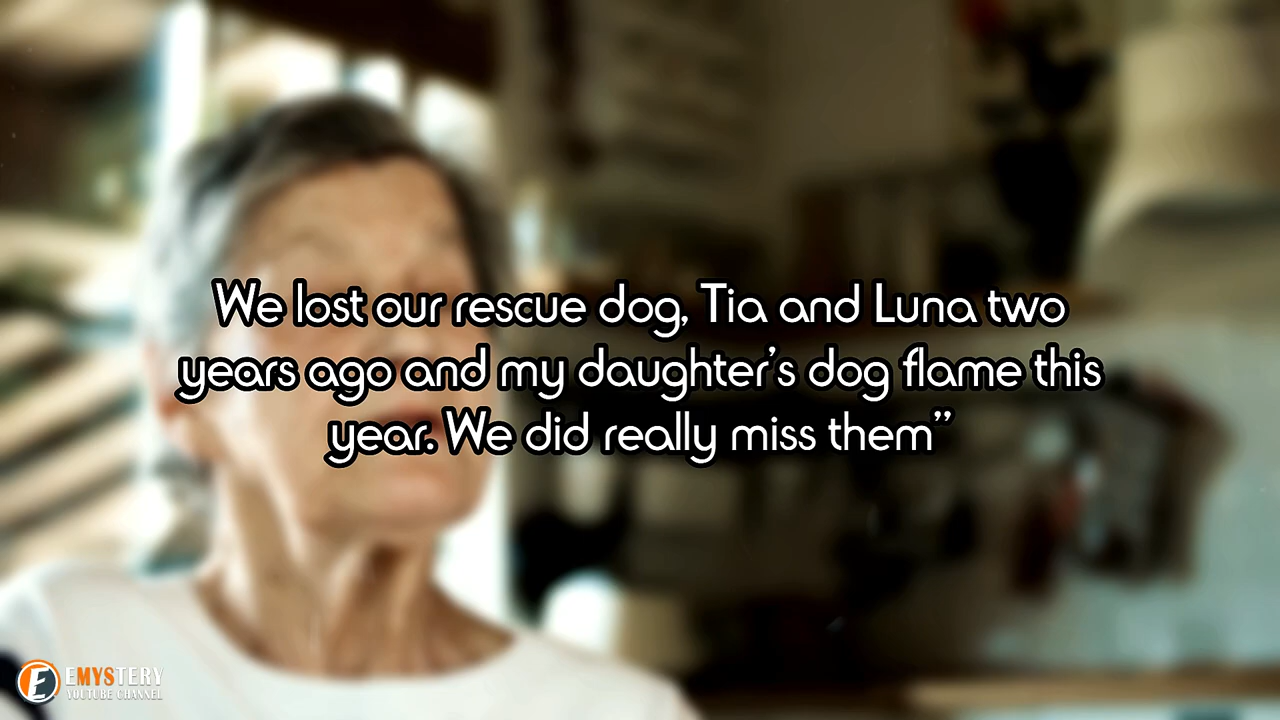 We lost our rescue dog, Tia and Luna two
years ago and my daughter's dog flame this
year. We did really miss them”
EMYSTERY
YOUTUBE CHANNEL